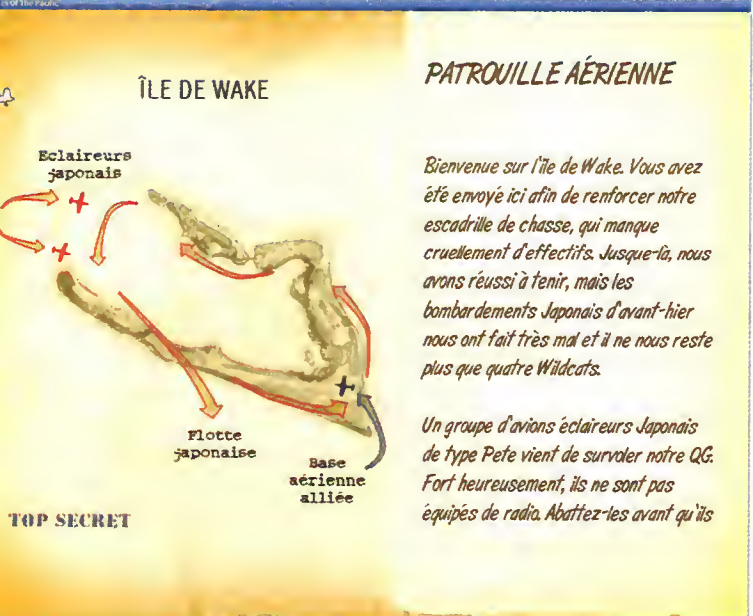 es Of The Pacific
ÎLE DE WAKE
Eclaireurs
japonais
Flotte
japonaise
Base
aérienne
alliée
TOP SECRET
PATROUILLE AÉRIENNE
Bienvenue sur l'île de Wake. Vous avez
été envoyé ici afin de renforcer notre
escadrille de chasse, qui manque
cruellement d'effectifs. Jusque-là, nous
avons réussi à tenir, mais les
bombardements Japonais d'avant-hier
nous ont fait très mal et il ne nous reste
plus que quatre Wildcats.
Un groupe d'avions éclaireurs Japonais
de type Pete vient de survoler notre QG.
Fort heureusement, ils ne sont pas
équipés de radio. Abattez-les avant qu'ils